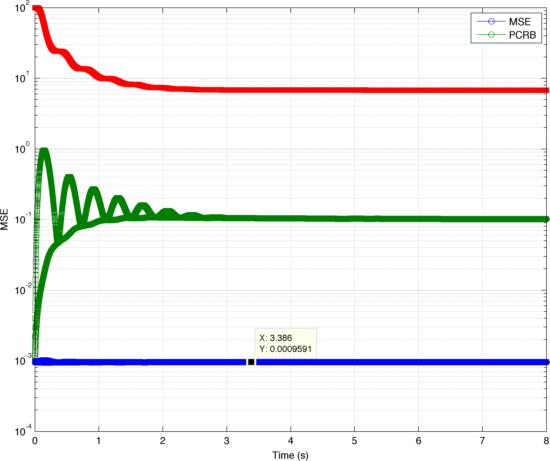 10^2
10^1
10^0
10^-1
10^-2
10^-3
10^-4
MSE
MSE
PCRB
X: 3.386
Y: 0.0009591
0 1 2 3 4 5 6 7 8
Time (s)